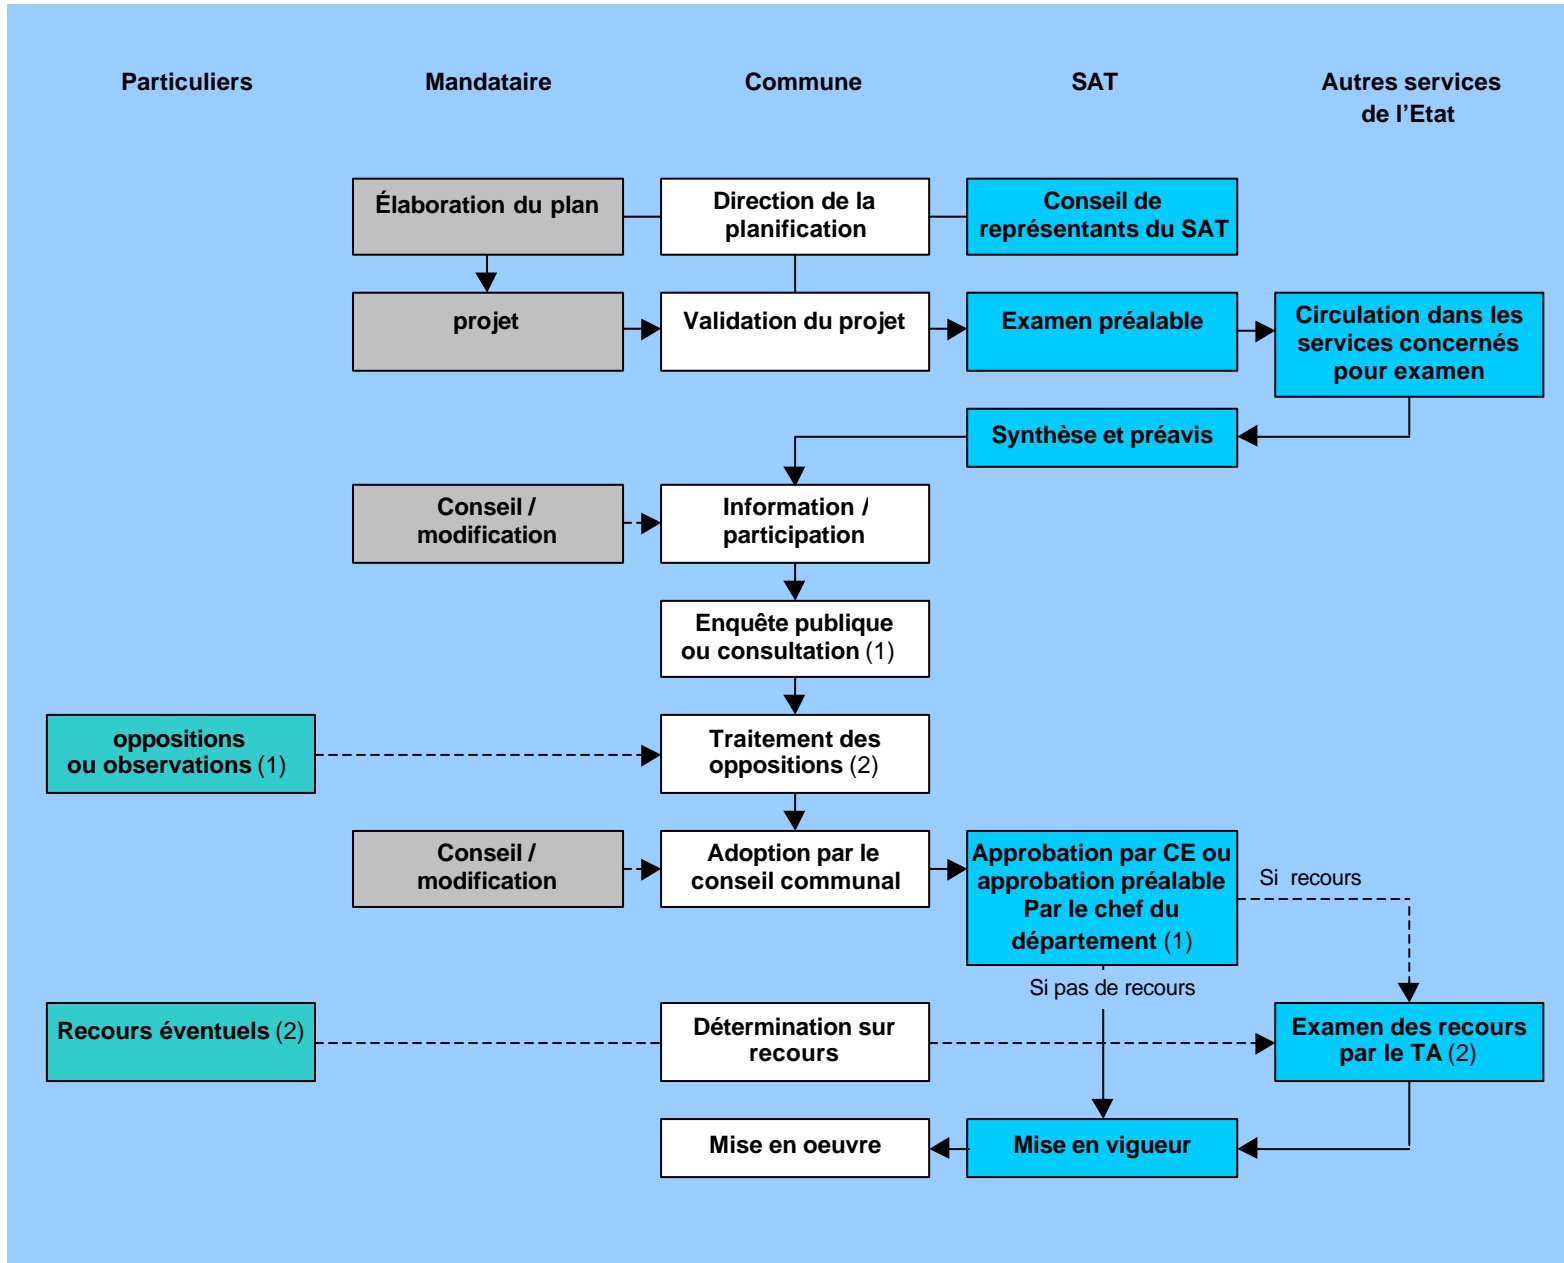 Particuliers
Mandataire
Commune
SAT
Autres services
de l’Etat
Élaboration du plan
Direction de la
planification
Conseil de
représentants du SAT
projet
Validation du projet
Examen préalable
Circulation dans les
services concernés
pour examen
Synthèse et préavis
Conseil /
modification
Information /
participation
Enquête publique
ou consultation (1)
oppositions
ou observations (1)
Traitement des
oppositions (2)
Conseil /
modification
Adoption par le
conseil communal
Approbation par CE ou
approbation préalable
Par le chef du
département (1)
Si recours
Si pas de recours
Recours éventuels (2)
Détermination sur
recours
Examen des recours
par le TA (2)
Mise en oeuvre
Mise en vigueur